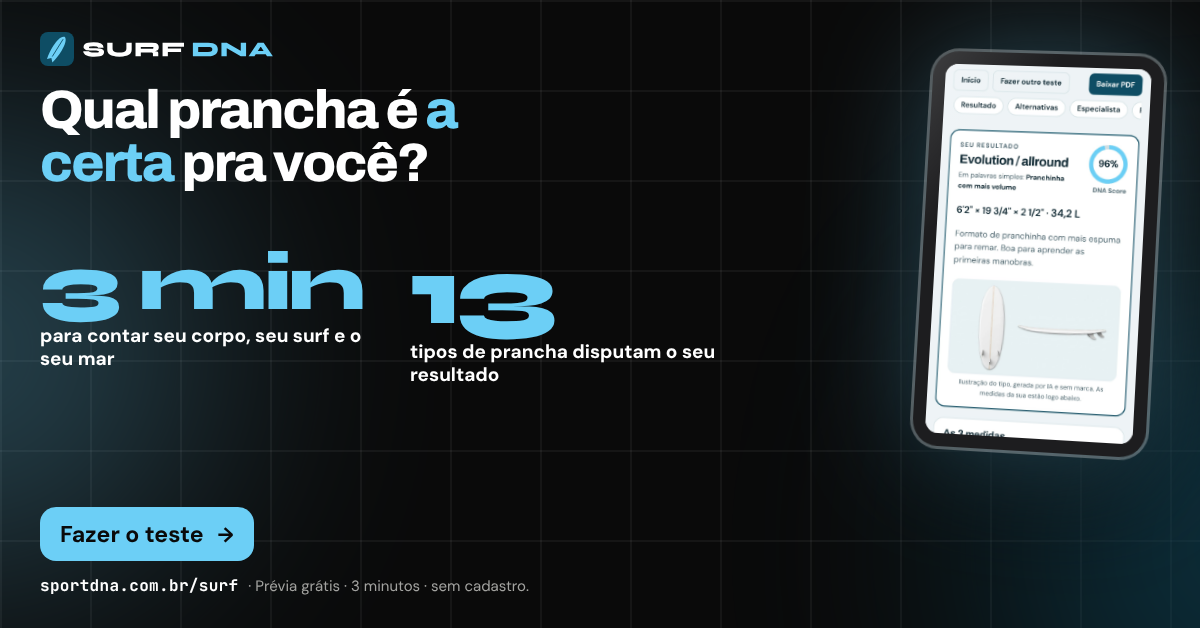 SURF DNA
Qual prancha é a
certa pra você?
3 min
para contar seu corpo, seu surf e o
seu mar
13
tipos de prancha disputam o seu
resultado
Fazer o teste →
sportdna.com.br/surf · Prévia grátis · 3 minutos · sem cadastro.
Início Fazer outro teste Baixar PDF
Resultado Alternativas Especialista
SEU RESULTADO
Evolution / allround
Em palavras simples: Pranchinha
com mais volume
96%
DNA Score
6'2" × 19 3/4" × 2 1/2" · 34,2 L
Formato de pranchinha com mais espuma
para remar. Boa para aprender as
primeiras manobras.
Ilustração do tipo, gerada por IA e sem marca. As
medidas da sua estão logo abaixo.
As 3 medidas